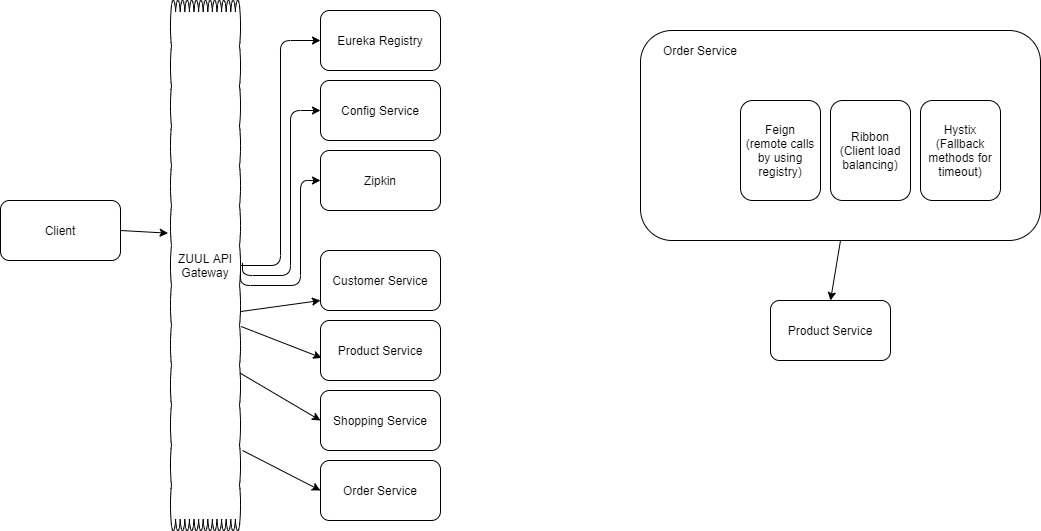 Client
ZUUL API
Gateway
Eureka Registry
Config Service
Zipkin
Customer Service
Product Service
Shopping Service
Order Service
Order Service
Feign
(remote calls
by using
registry)
Ribbon
(Client load
balancing)
Hystix
(Fallback
methods for
timeout)
Product Service